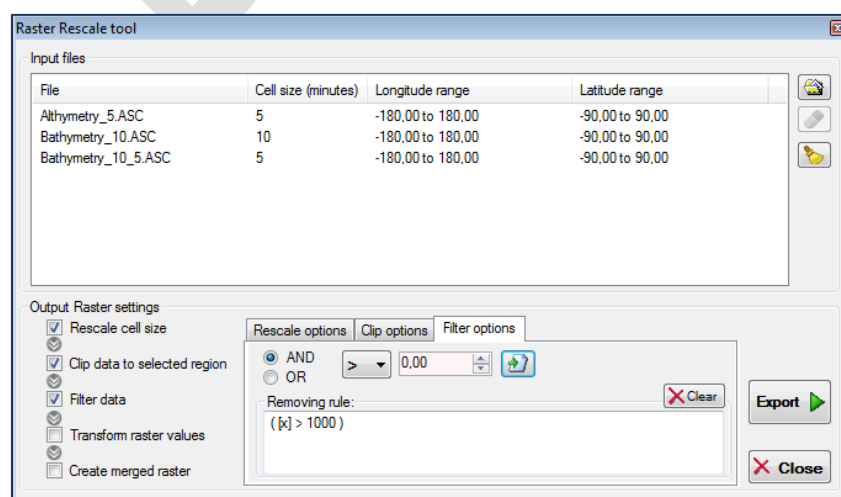 Raster Rescale tool
Input files
File Cell size (minutes) Longitude range Latitude range
Althymetry_5.ASC 5 -180,00 to 180,00 -90,00 to 90,00
Bathymetry_10.ASC 10 -180,00 to 180,00 -90,00 to 90,00
Bathymetry_10_5.ASC 5 -180,00 to 180,00 -90,00 to 90,00
Output Raster settings
Rescale cell size
Clip data to selected region
Filter data
Transform raster values
Create merged raster
Rescale options Clip options Filter options
AND
OR
> 0,00
Removing rule:
Clear
( [x] > 1000 )
Export
Close